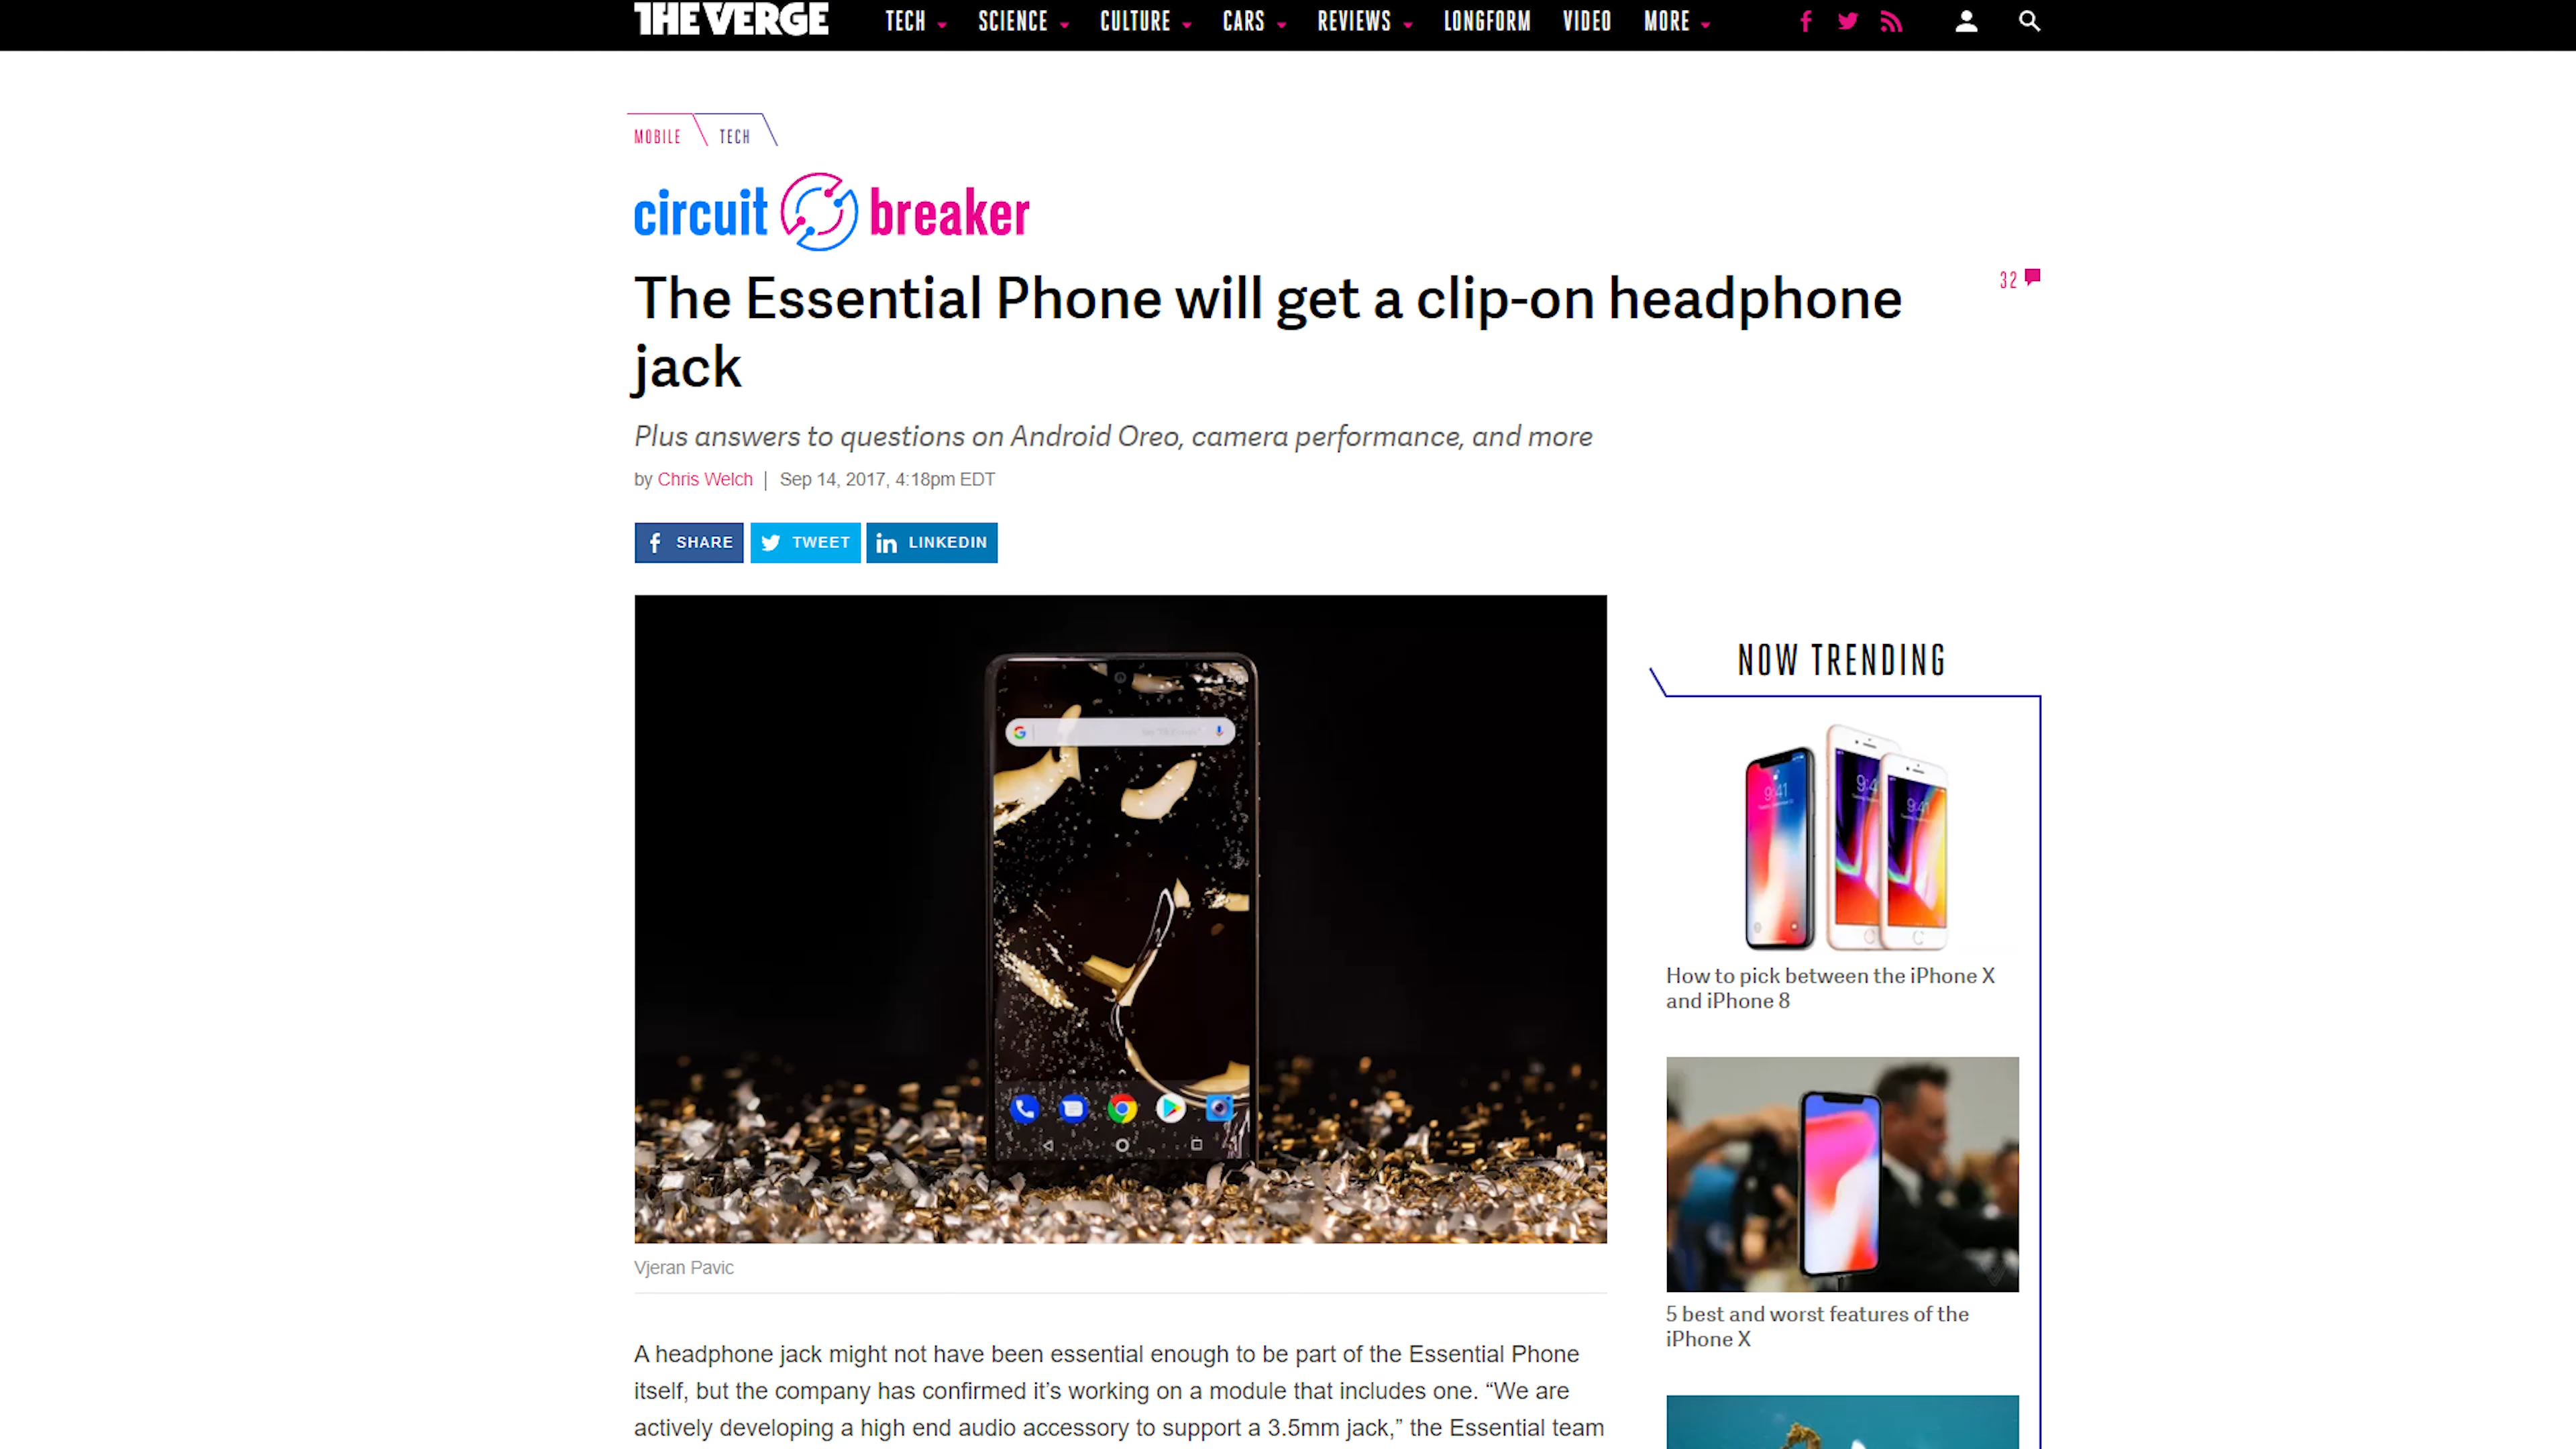 THE VERGE
TECH SCIENCE CULTURE CARS REVIEWS LONGFORM VIDEO MORE
MOBILE TECH
circuit breaker
The Essential Phone will get a clip-on headphone
jack
32
Plus answers to questions on Android Oreo, camera performance, and more
by Chris Welch | Sep 14, 2017, 4:18pm EDT
SHARE TWEET LINKEDIN
NOW TRENDING
9:41
9:41
How to pick between the iPhone X
and iPhone 8
Vjeran Pavic
5 best and worst features of the
iPhone X
A headphone jack might not have been essential enough to be part of the Essential Phone
itself, but the company has confirmed it’s working on a module that includes one. “We are
actively developing a high end audio accessory to support a 3.5mm jack,” the Essential team